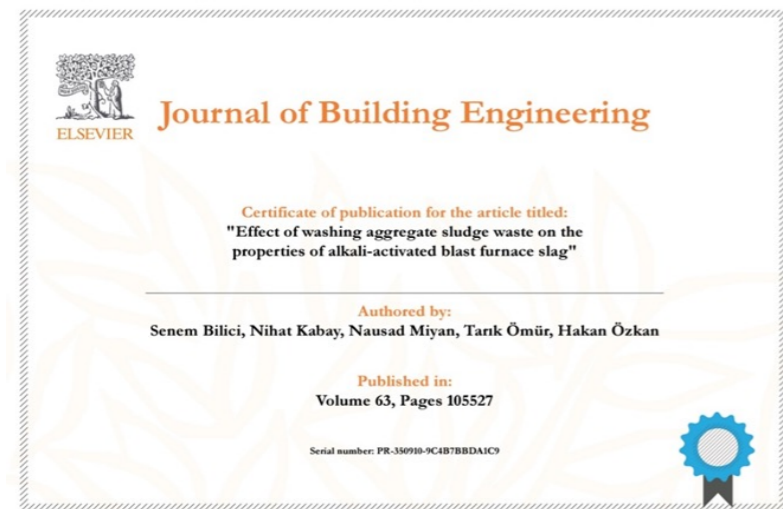 ELSEVIER
Journal of Building Engineering
Certificate of publication for the article titled:
"Effect of washing aggregate sludge waste on the
properties of alkali-activated blast furnace slag"
Authored by:
Senem Bilici, Nihat Kabay, Nausad Miyan, Tarık Ömür, Hakan Özkan
Published in:
Volume 63, Pages 105527
Serial number: PR-350910-9C4B7BBDA1C9